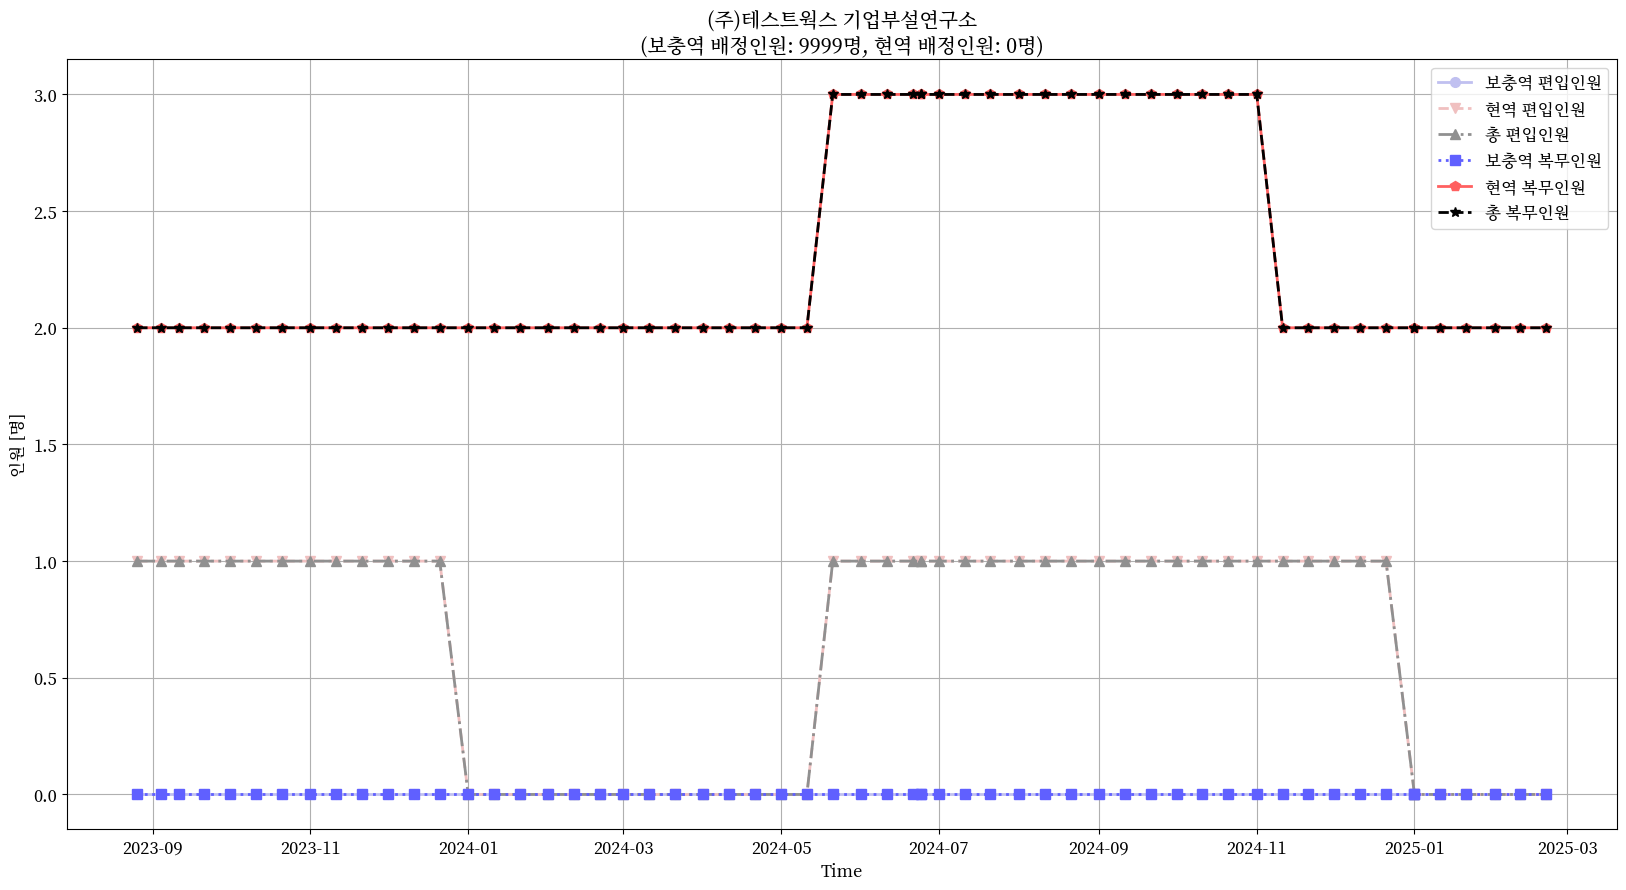 (주)테스트웍스 기업부설연구소
(보충역 배정인원: 9999명, 현역 배정인원: 0명)
보충역 편입인원
현역 편입인원
총 편입인원
보충역 복무인원
현역 복무인원
총 복무인원
3.0
2.5
2.0
1.5
1.0
0.5
0.0
인원 [명]
2023-09
2023-11
2024-01
2024-03
2024-05
2024-07
2024-09
2024-11
2025-01
2025-03
Time